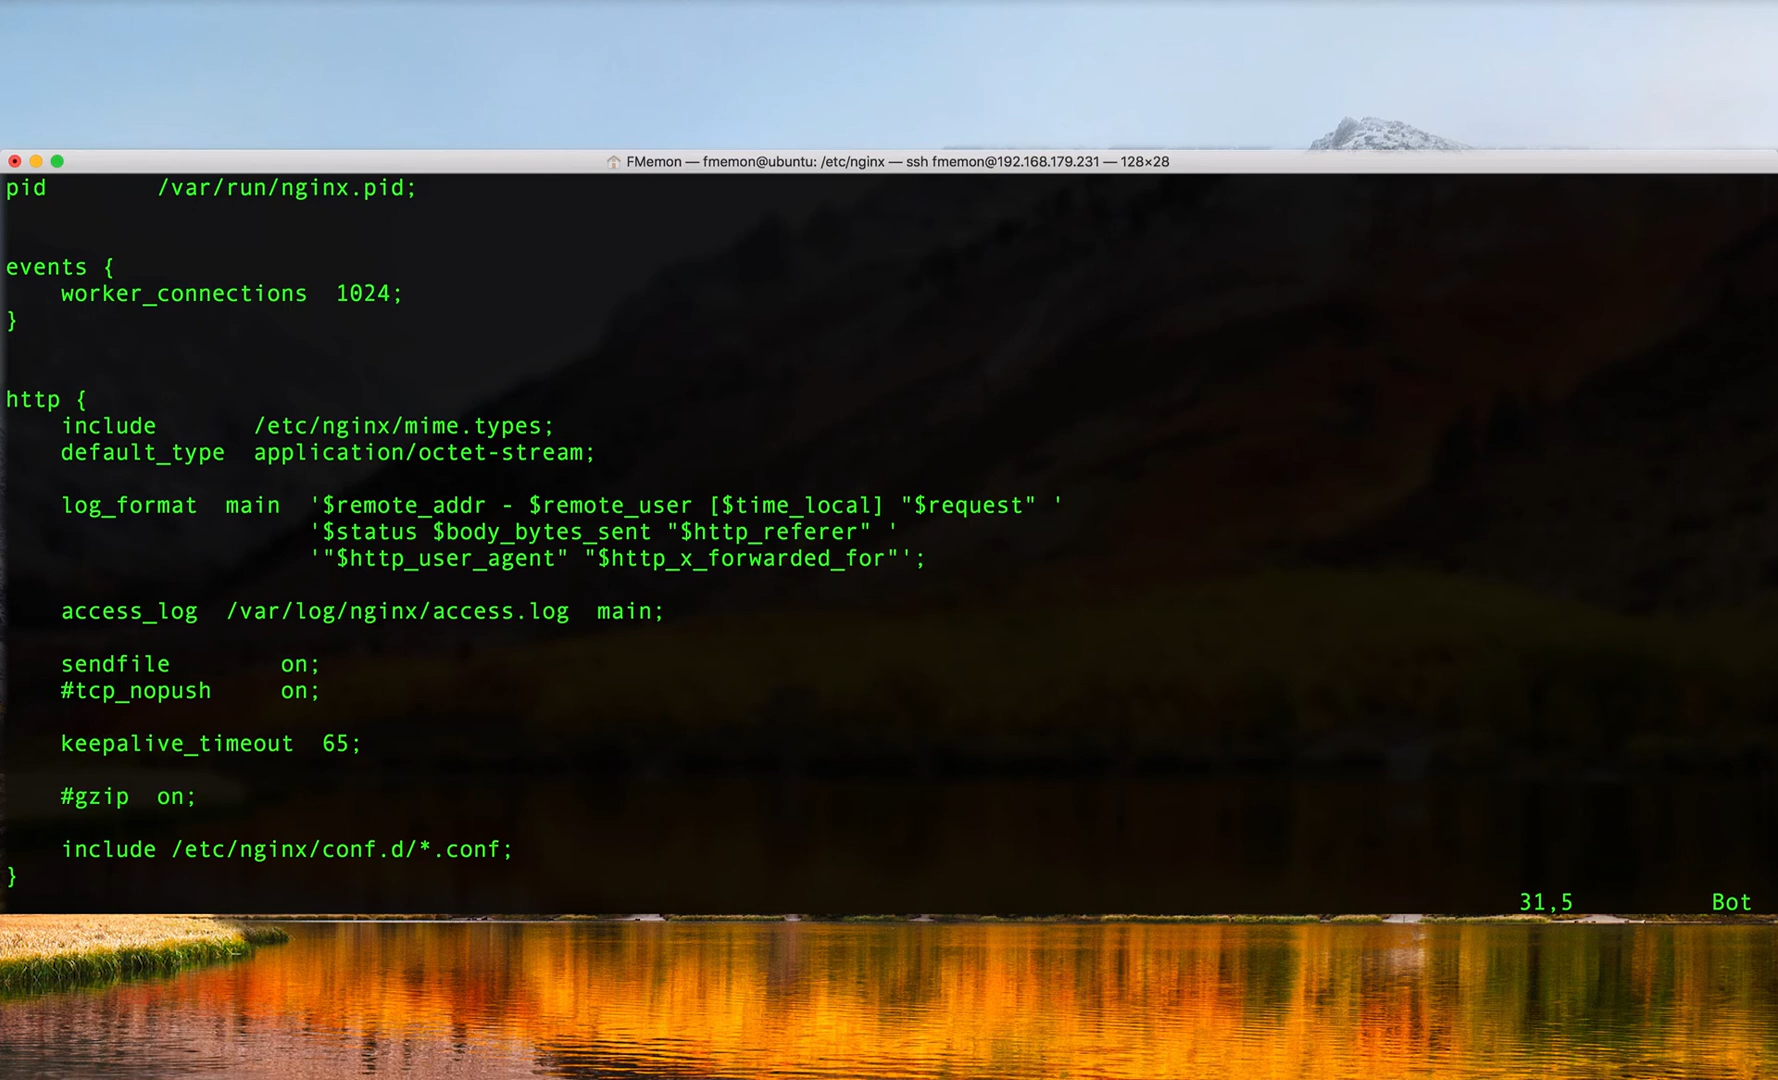 FMemon — fmemon@ubuntu: /etc/nginx — ssh fmemon@192.168.179.231 — 128×28
pid        /var/run/nginx.pid;
events {
    worker_connections  1024;
}
http {
    include       /etc/nginx/mime.types;
    default_type  application/octet-stream;
    log_format  main  '$remote_addr - $remote_user [$time_local] "$request" '
                      '$status $body_bytes_sent "$http_referer" '
                      '"$http_user_agent" "$http_x_forwarded_for"';
    access_log  /var/log/nginx/access.log  main;
    sendfile        on;
    #tcp_nopush     on;
    keepalive_timeout  65;
    #gzip  on;
    include /etc/nginx/conf.d/*.conf;
}
31,5          Bot